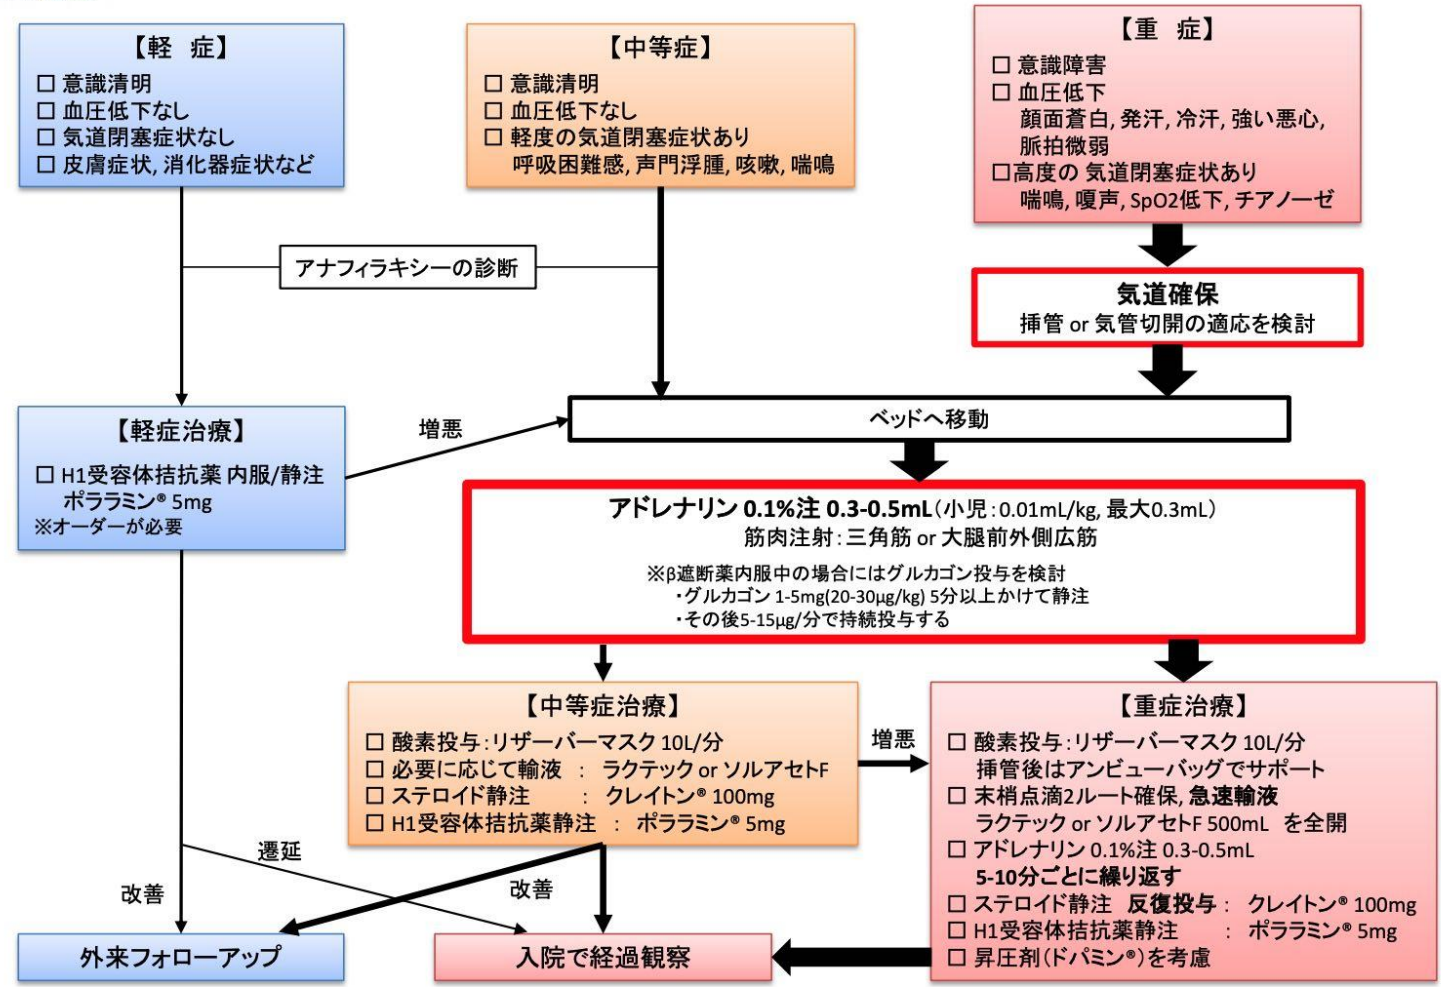 【軽 症】
□ 意識清明
□ 血圧低下なし
□ 気道閉塞症状なし
□ 皮膚症状, 消化器症状など
【中等症】
□ 意識清明
□ 血圧低下なし
□ 軽度の気道閉塞症状あり
呼吸困難感, 声門浮腫, 咳嗽, 喘鳴
【重 症】
□ 意識障害
□ 血圧低下
顔面蒼白, 発汗, 冷汗, 強い悪心,
脈拍微弱
□高度の 気道閉塞症状あり
喘鳴, 嗄声, SpO2低下, チアノーゼ
アナフィラキシーの診断
気道確保
挿管 or 気管切開の適応を検討
【軽症治療】
□ H1受容体拮抗薬 内服/静注
ポララミン® 5mg
※オーダーが必要
増悪
ベッドへ移動
アドレナリン 0.1%注 0.3-0.5mL(小児:0.01mL/kg, 最大0.3mL)
筋肉注射:三角筋 or 大腿前外側広筋
※β遮断薬内服中の場合にはグルカゴン投与を検討
・グルカゴン 1-5mg(20-30μg/kg) 5分以上かけて静注
・その後5-15μg/分で持続投与する
【中等症治療】
□ 酸素投与:リザーバーマスク 10L/分
□ 必要に応じて輸液 : ラクテック or ソルアセトF
□ ステロイド静注 : クレイトン® 100mg
□ H1受容体拮抗薬静注 : ポララミン® 5mg
増悪
【重症治療】
□ 酸素投与:リザーバーマスク 10L/分
挿管後はアンビューバッグでサポート
□ 末梢点滴2ルート確保, 急速輸液
ラクテック or ソルアセトF 500mL を全開
□ アドレナリン 0.1%注 0.3-0.5mL
5-10分ごとに繰り返す
□ ステロイド静注 反復投与: クレイトン® 100mg
□ H1受容体拮抗薬静注 : ポララミン® 5mg
□ 昇圧剤(ドパミン®)を考慮
遷延
改善
改善
外来フォローアップ
入院で経過観察